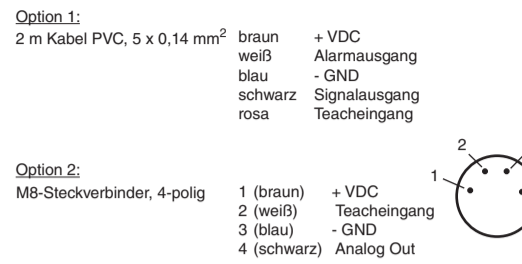 Option 1:
2 m Kabel PVC, 5 x 0,14 mm² braun + VDC
weiß Alarmausgang
blau - GND
schwarz Signalausgang
rosa Teacheingang
Option 2:
M8-Steckverbinder, 4-polig 1 (braun) + VDC
2 (weiß) Teacheingang
3 (blau) - GND
4 (schwarz) Analog Out
2
1